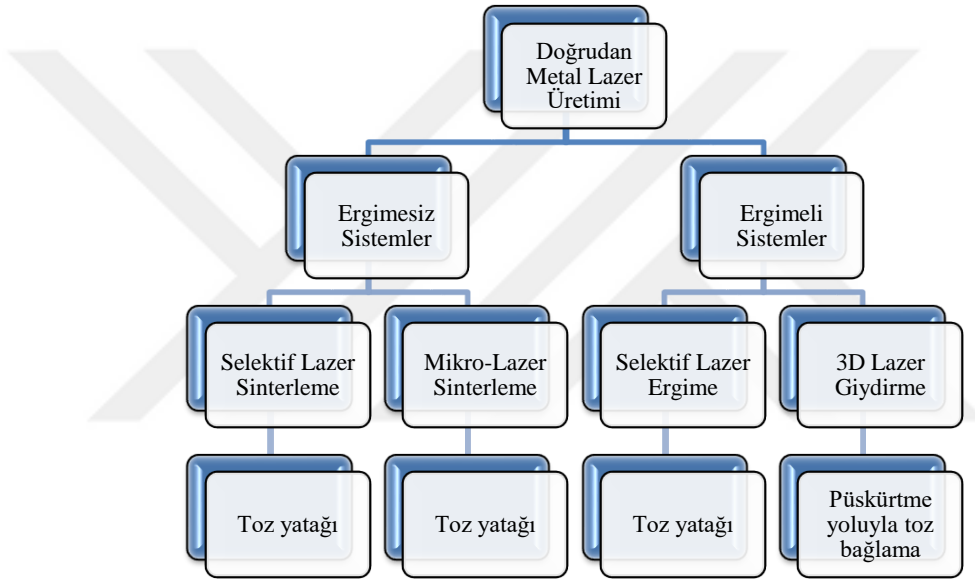 Doğrudan
Metal Lazer
Üretimi
Ergimesiz
Sistemler
Ergimeli
Sistemler
Selektif Lazer
Sinterleme
Mikro-Lazer
Sinterleme
Selektif Lazer
Ergime
3D Lazer
Giydirme
Toz yatağı
Toz yatağı
Toz yatağı
Püskürtme
yoluyla toz
bağlama